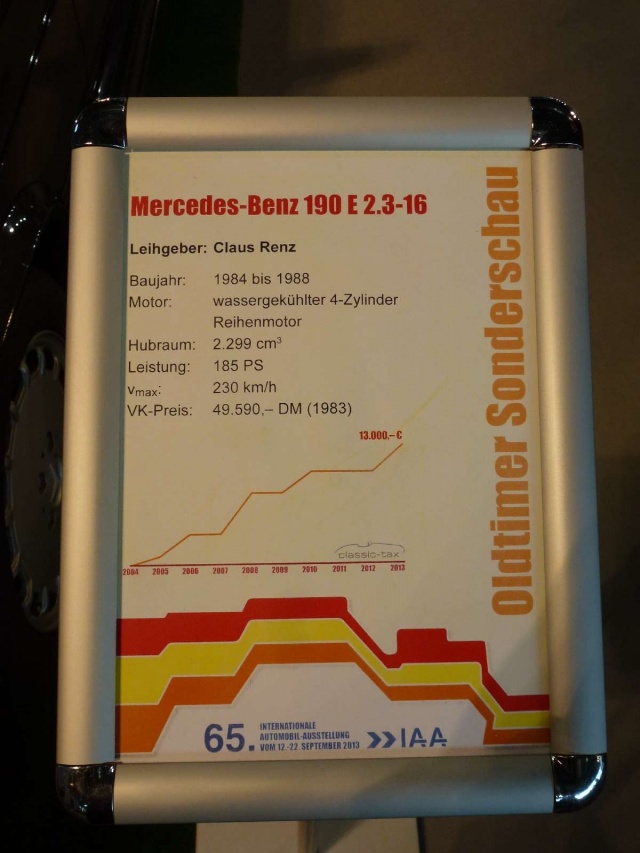 Mercedes-Benz 190 E 2.3-16
Leihgeber: Claus Renz
Baujahr: 1984 bis 1988
Motor: wassergekühlter 4-Zylinder
Reihenmotor
Hubraum: 2.299 cm³
Leistung: 185 PS
vmax: 230 km/h
VK-Preis: 49.590,– DM (1983)
13.000,– €
classic-tax
2004 2005 2006 2007 2008 2009 2010 2011 2012 2013
Oldtimer Sonderschau
65. INTERNATIONALE
AUTOMOBIL-AUSSTELLUNG
VOM 12.-22. SEPTEMBER 2013
IAA